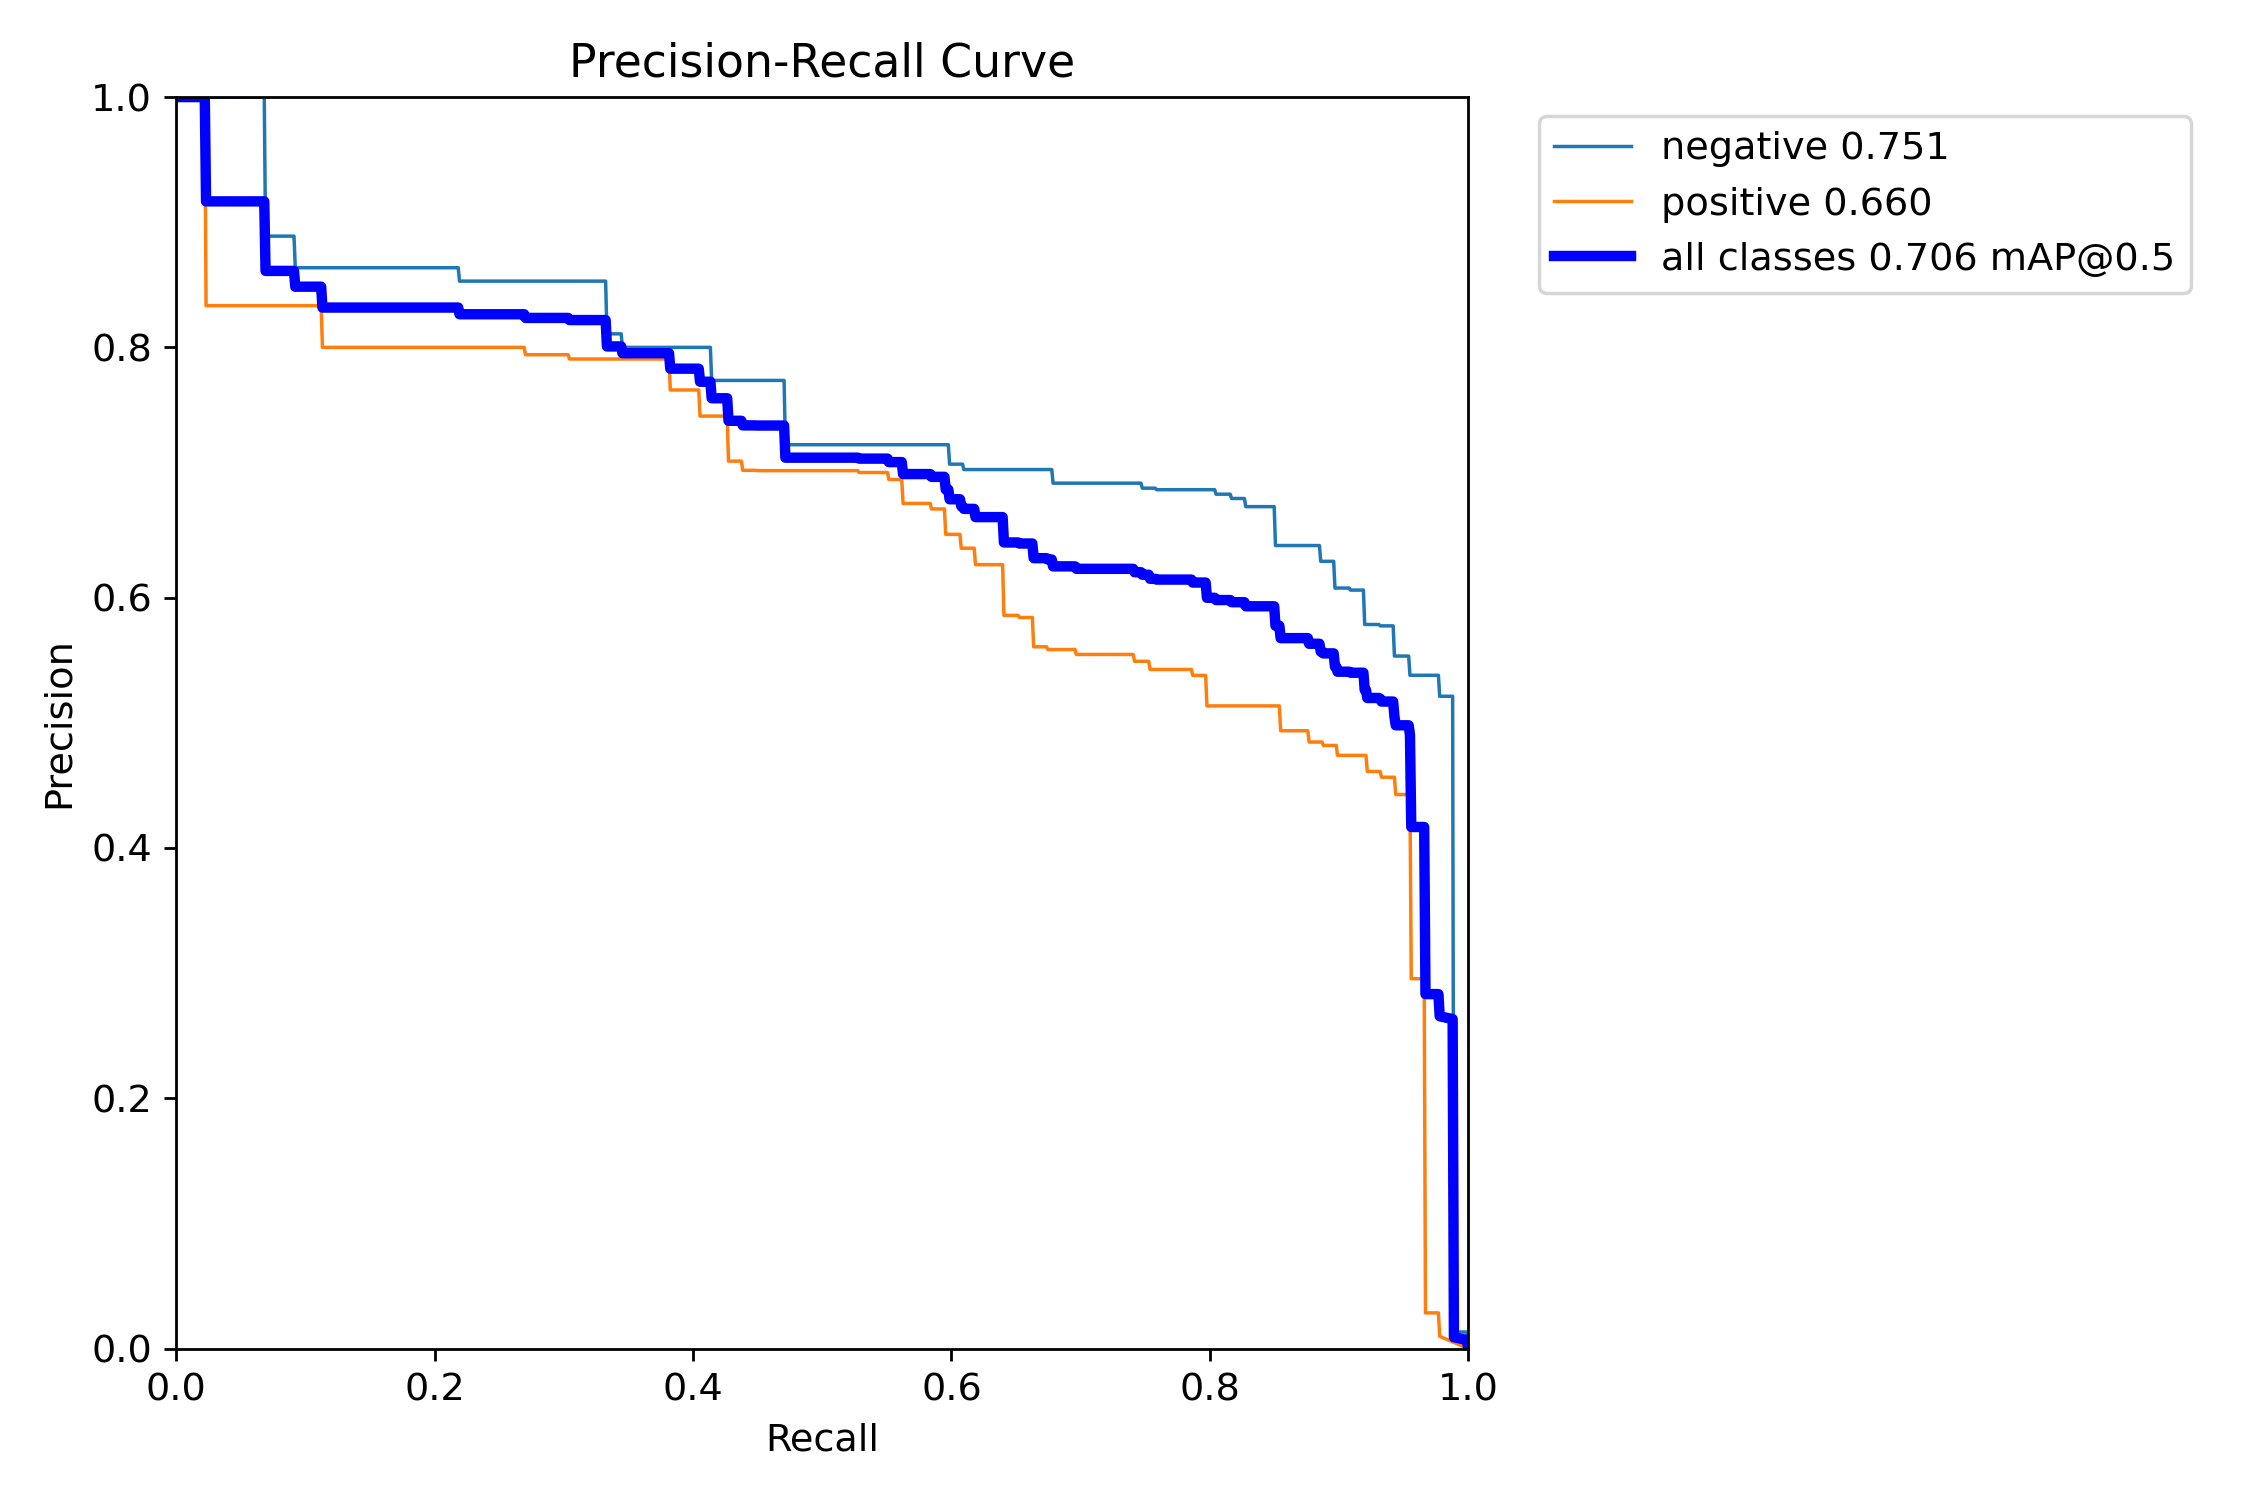 Precision-Recall Curve
1.0
0.8
0.6
0.4
0.2
0.0
Precision
0.0 0.2 0.4 0.6 0.8 1.0
Recall
negative 0.751
positive 0.660
all classes 0.706 mAP@0.5